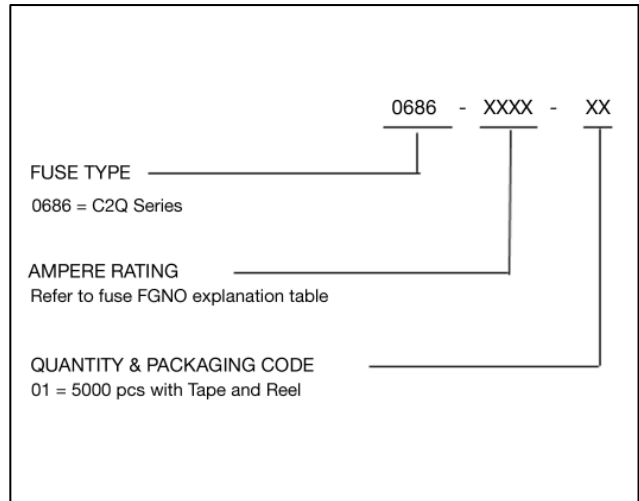 0686 - XXXX - XX
FUSE TYPE
0686 = C2Q Series
AMPERE RATING
Refer to fuse FGNO explanation table
QUANTITY & PACKAGING CODE
01 = 5000 pcs with Tape and Reel